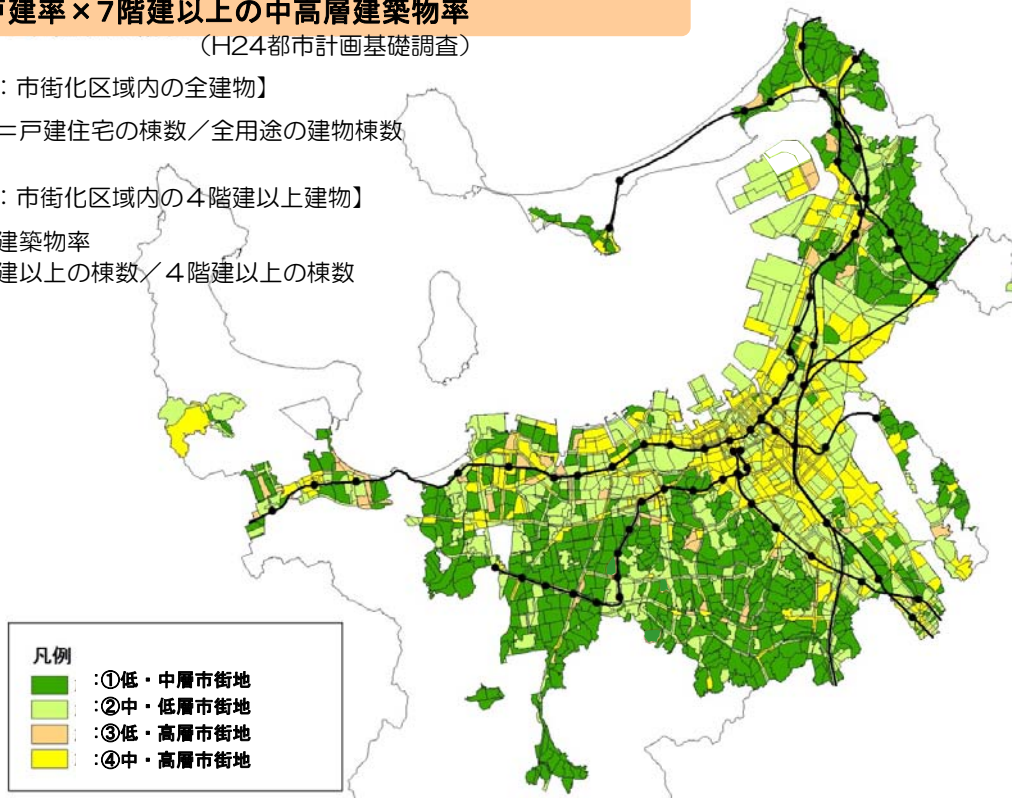 戸建率×7階建以上の中高層建築物率
（H24都市計画基礎調査）
：市街化区域内の全建物】
＝戸建住宅の棟数／全用途の建物棟数
：市街化区域内の４階建以上建物】
建築物率
建以上の棟数／４階建以上の棟数
凡例
：①低・中層市街地
：②中・低層市街地
：③低・高層市街地
：④中・高層市街地